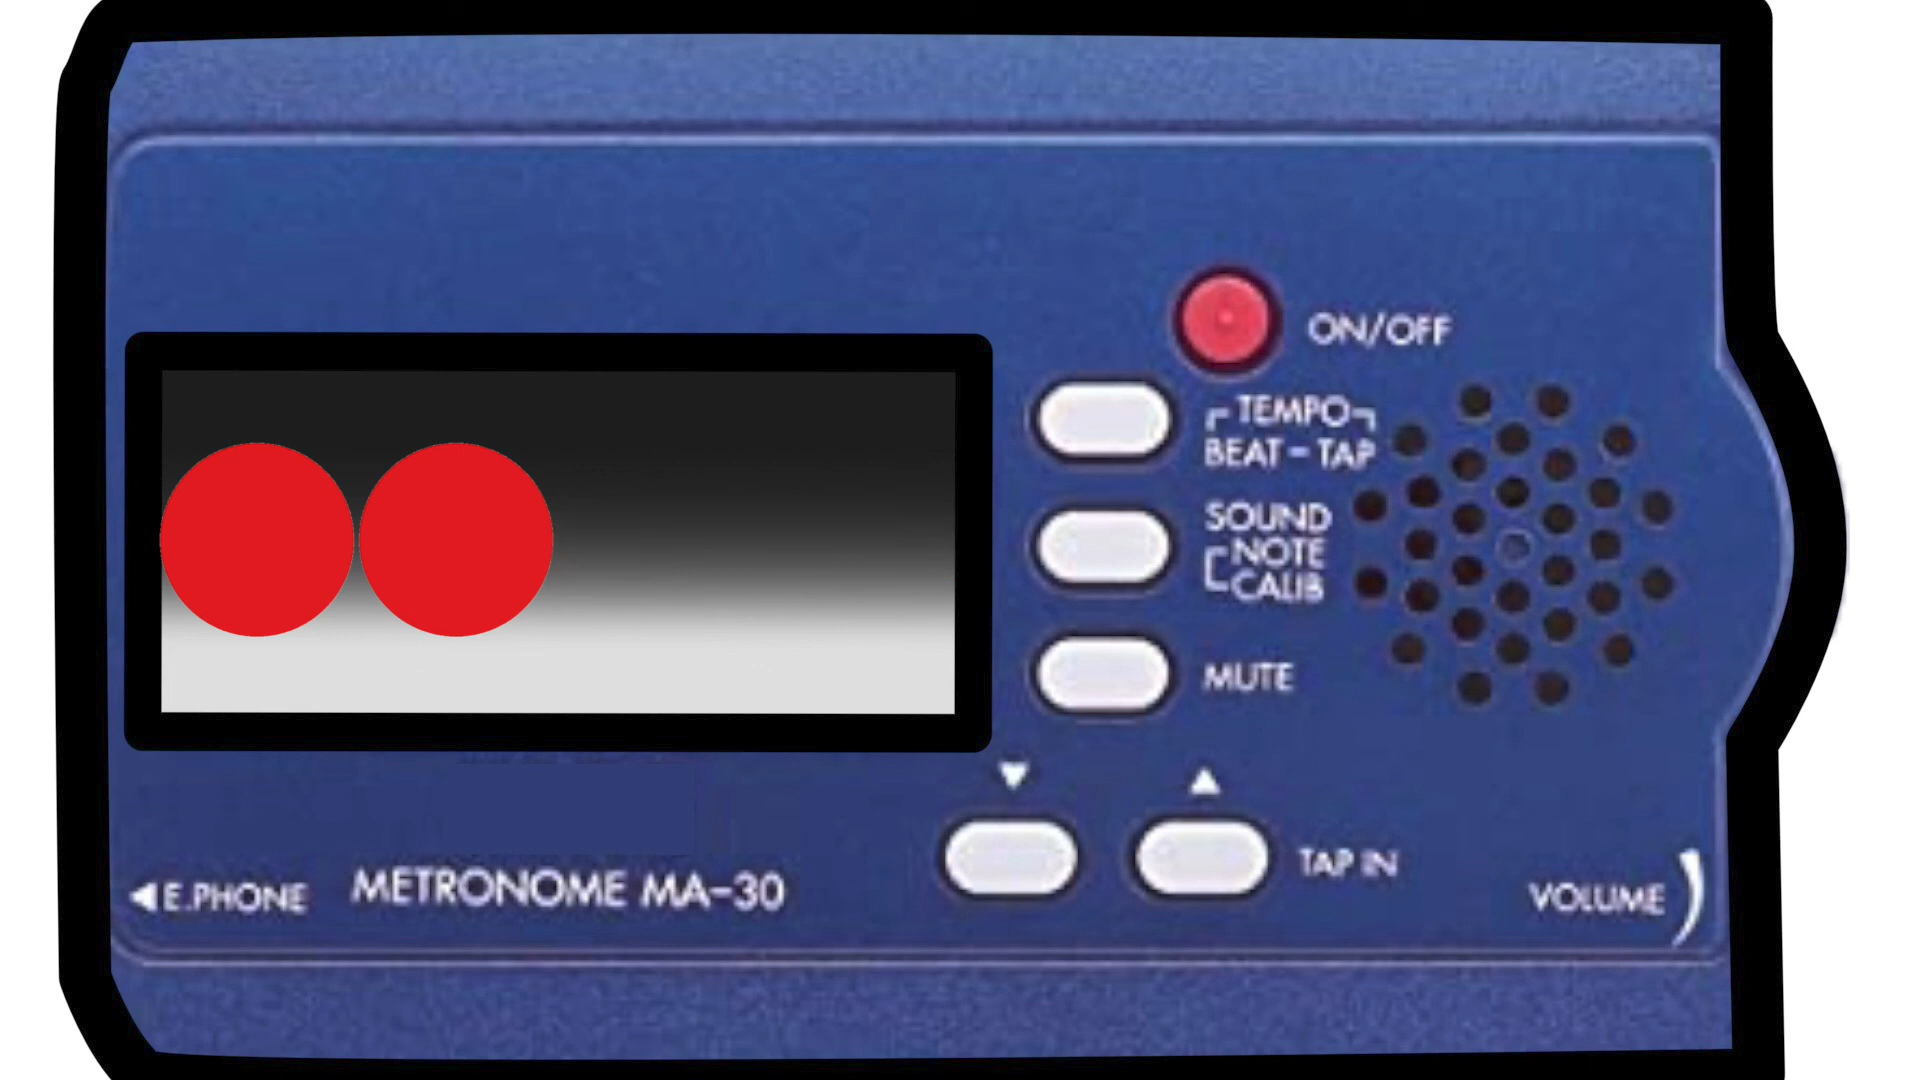 ON/OFF
TEMPO
BEAT – TAP
SOUND
NOTE
CALIB
MUTE
▼ ▲
TAP IN
◀E.PHONE METRONOME MA-30
VOLUME